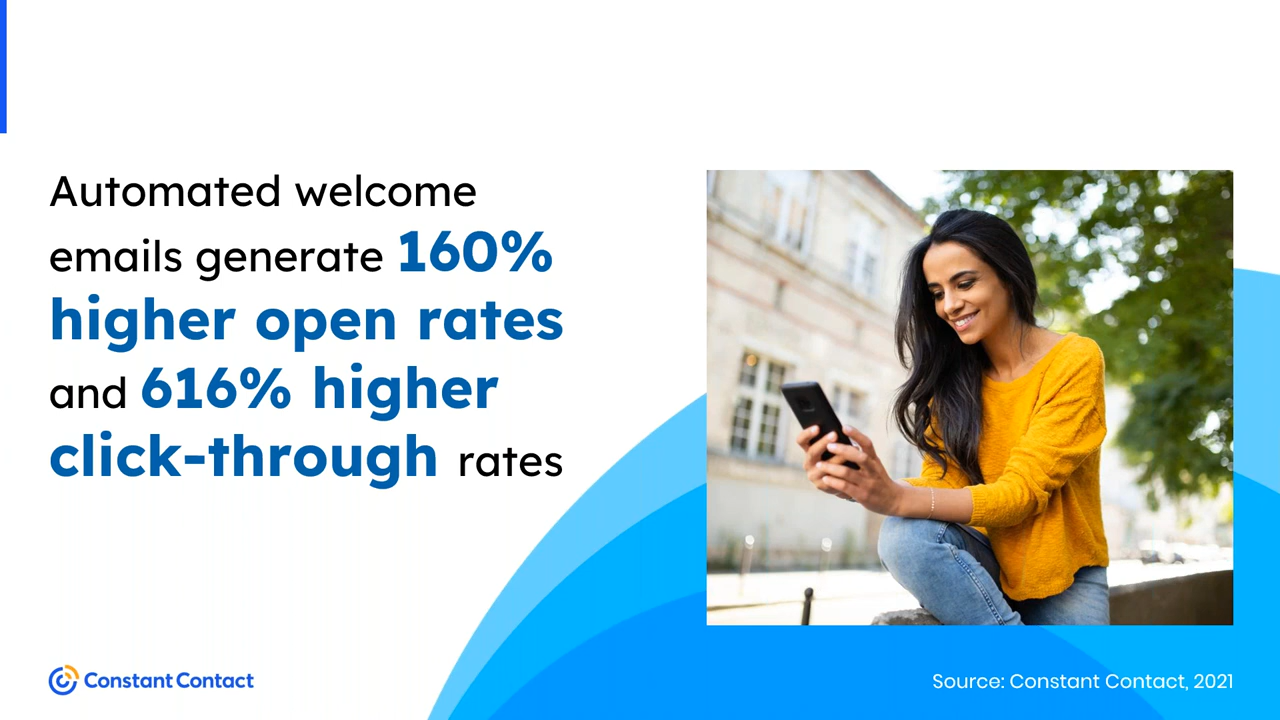 Automated welcome
emails generate 160%
higher open rates
and 616% higher
click-through rates
Constant Contact
Source: Constant Contact, 2021